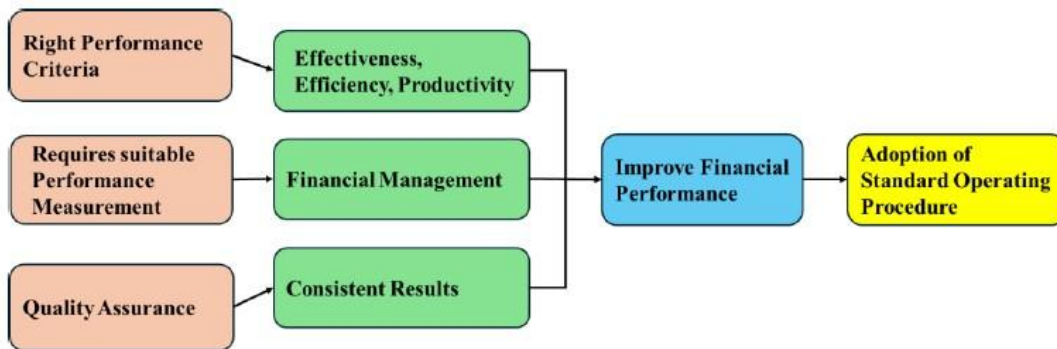 Right Performance
Criteria
Effectiveness,
Efficiency, Productivity
Requires suitable
Performance
Measurement
Financial Management
Improve Financial
Performance
Adoption of
Standard Operating
Procedure
Quality Assurance
Consistent Results